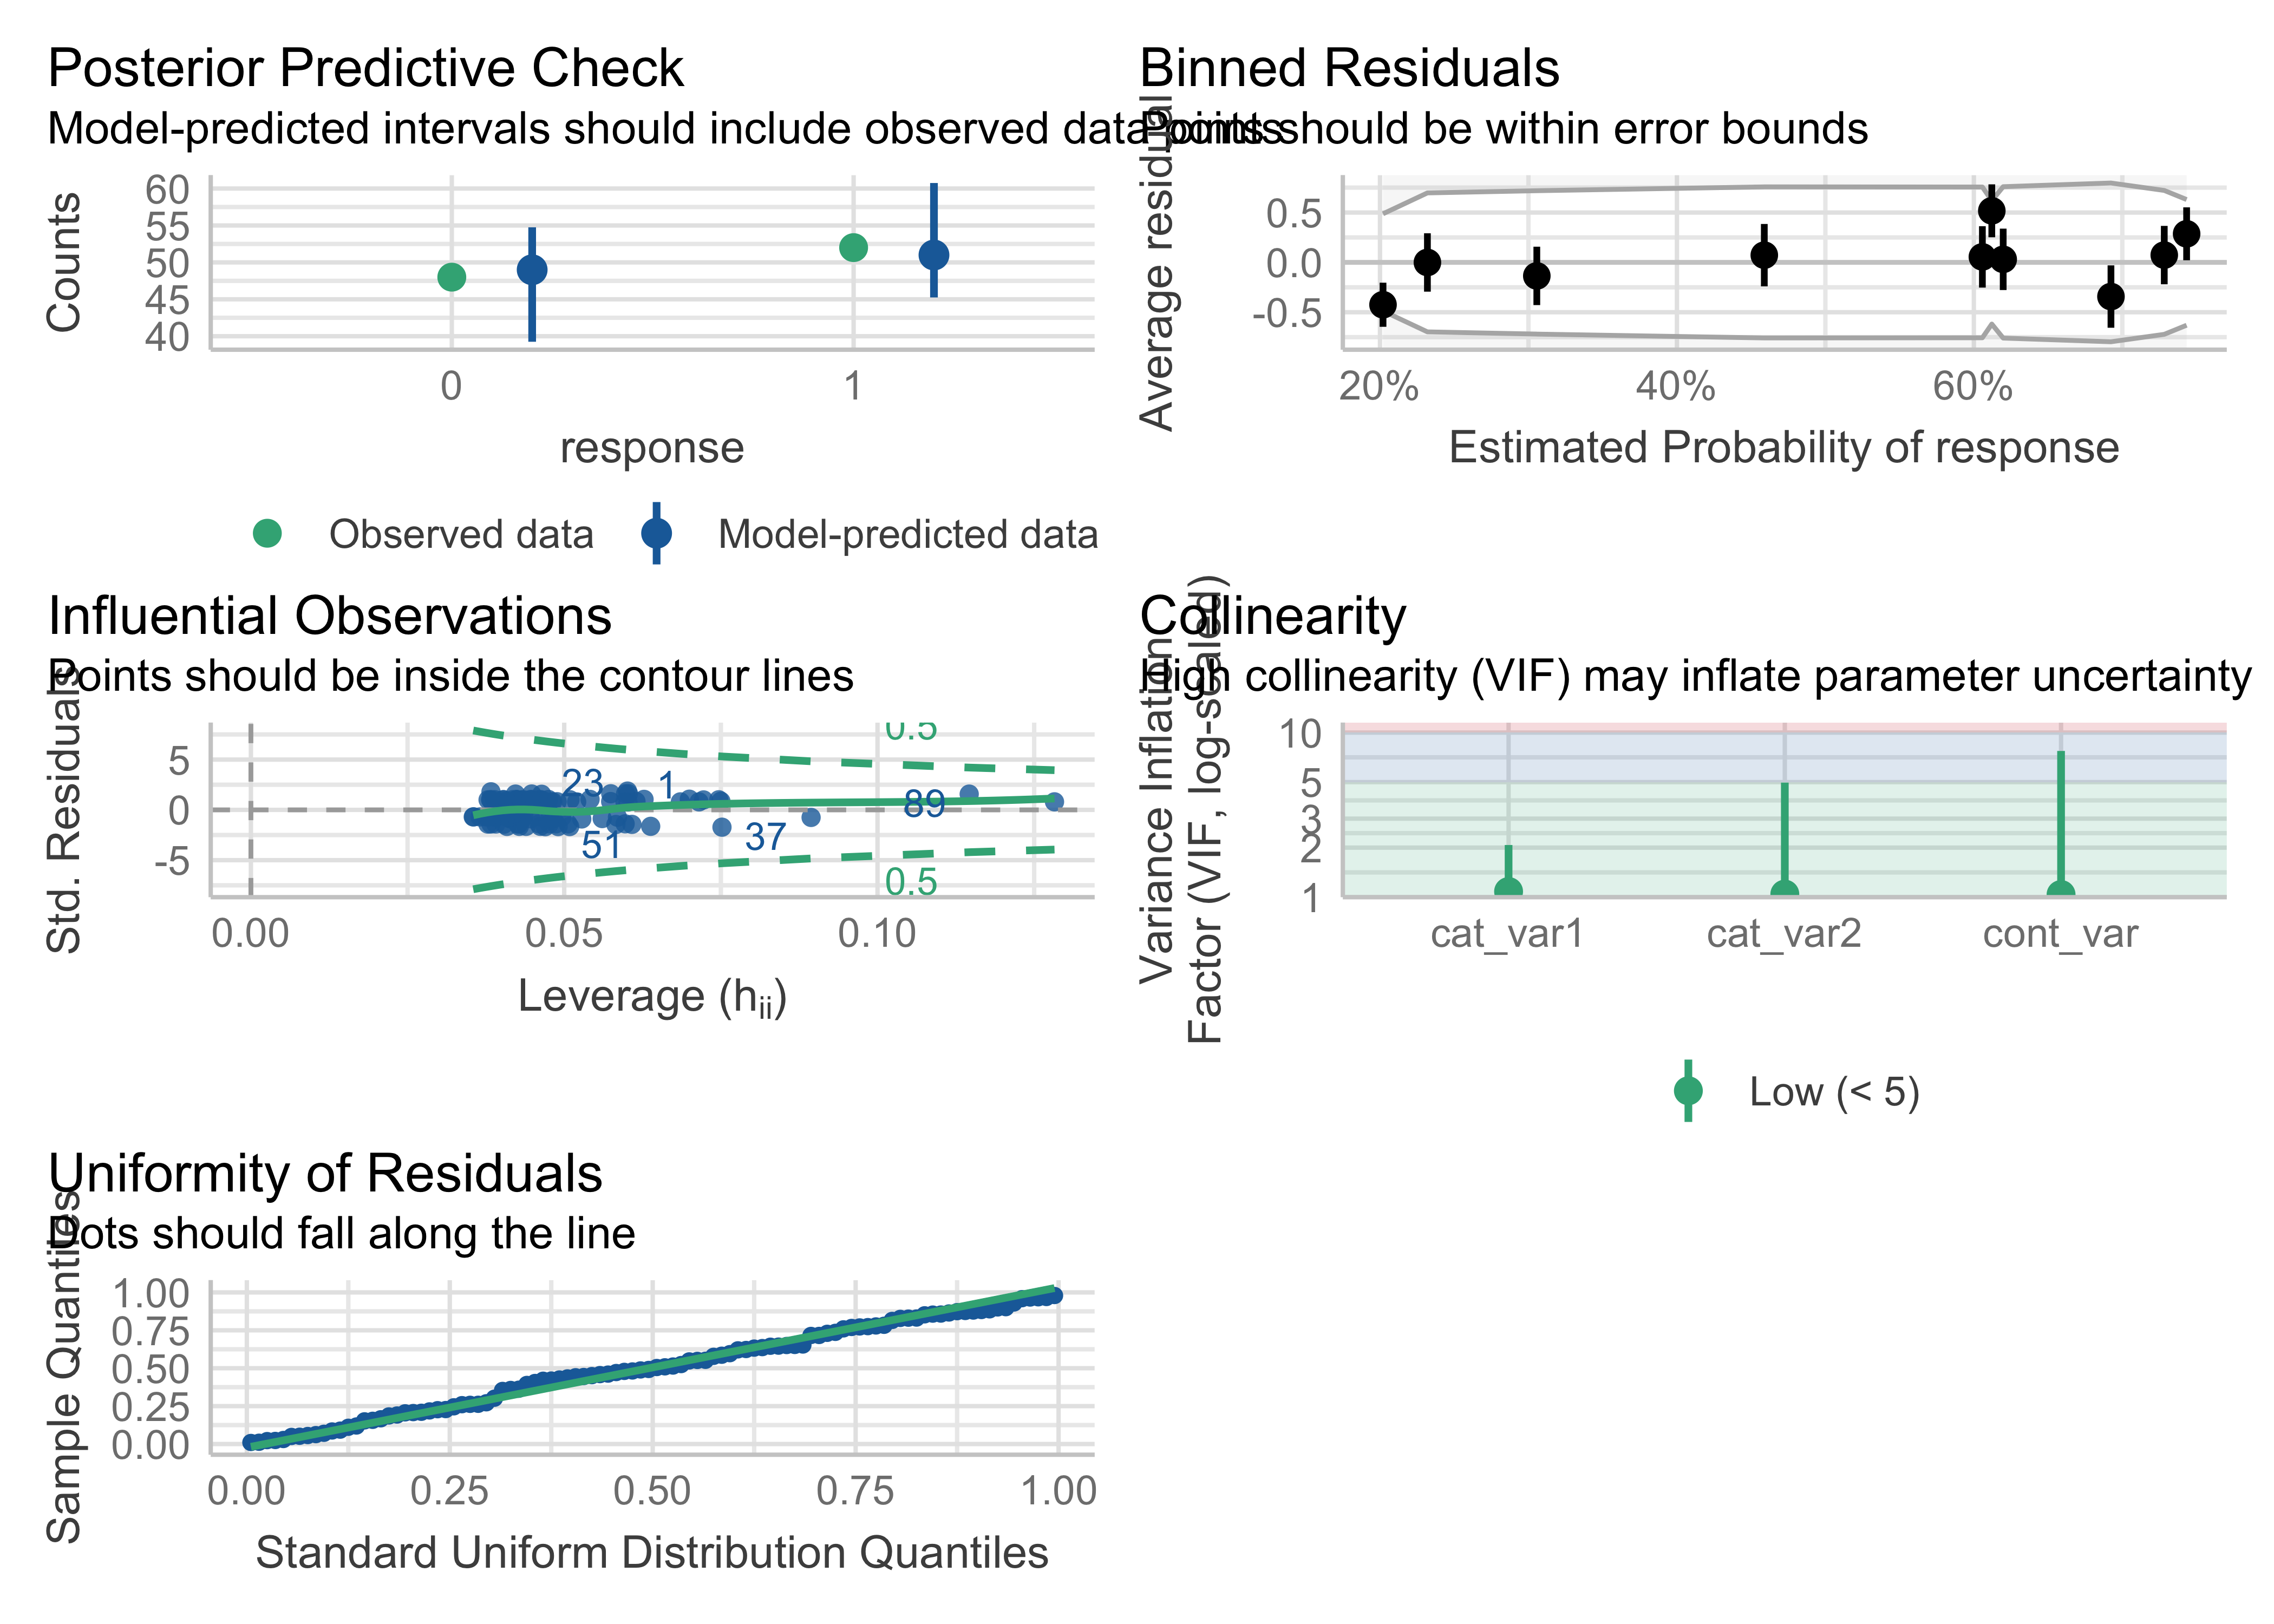 Posterior Predictive Check
Model-predicted intervals should include observed data points
Counts
60
55
50
45
40
0
1
response
Observed data
Model-predicted data
Binned Residuals
Points should be within error bounds
Average residual
0.5
0.0
-0.5
20%
40%
60%
Estimated Probability of response
Influential Observations
Points should be inside the contour lines
Std. Residuals
5
0
-5
0.5
23
1
89
51
37
0.5
0.00
0.05
0.10
Leverage (hii)
Collinearity
High collinearity (VIF) may inflate parameter uncertainty
Variance Inflation
Factor (VIF, log-scaled)
10
5
3
2
1
cat_var1
cat_var2
cont_var
Low (< 5)
Uniformity of Residuals
Dots should fall along the line
Sample Quantiles
1.00
0.75
0.50
0.25
0.00
0.00
0.25
0.50
0.75
1.00
Standard Uniform Distribution Quantiles